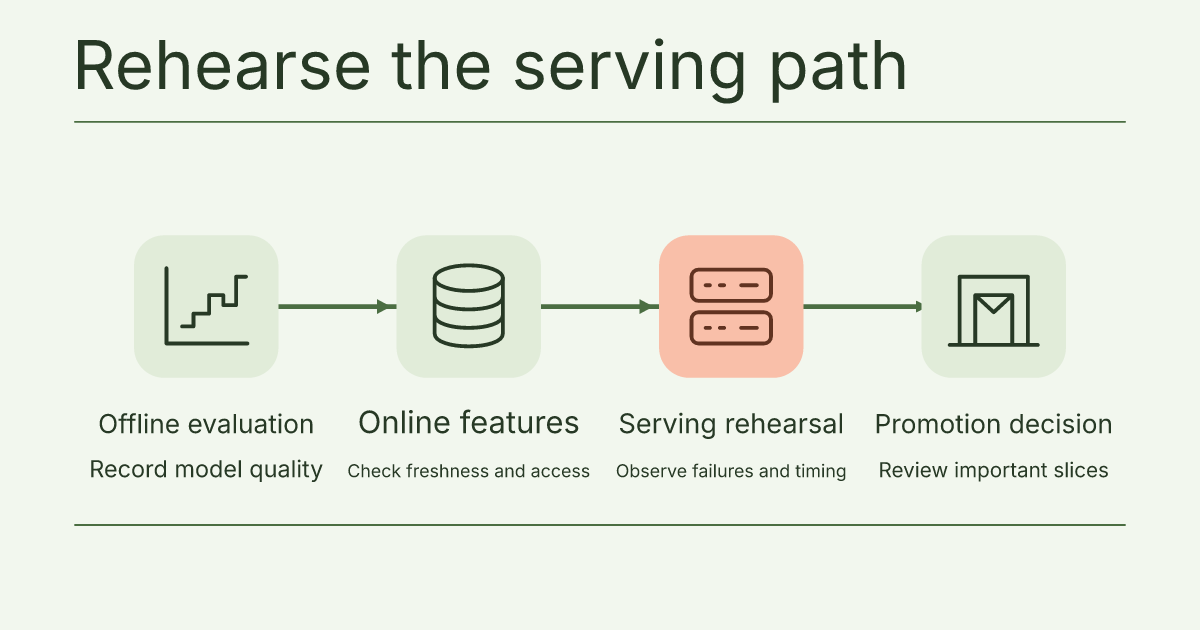 Rehearse the serving path
Offline evaluation
Record model quality
Online features
Check freshness and access
Serving rehearsal
Observe failures and timing
Promotion decision
Review important slices